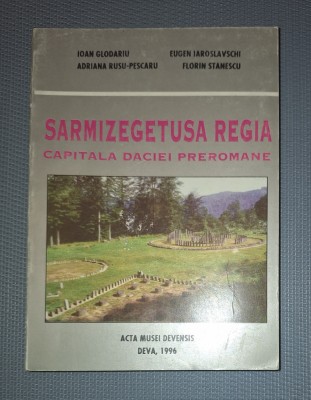 IOAN GLODARIU EUGEN IAROSLAVSCHI
ADRIANA RUSU-PESCARU FLORIN STANESCU
SARMIZEGETUSA REGIA
CAPITALA DACIEI PREROMANE
ACTA MUSEI DEVENSIS
DEVA, 1996